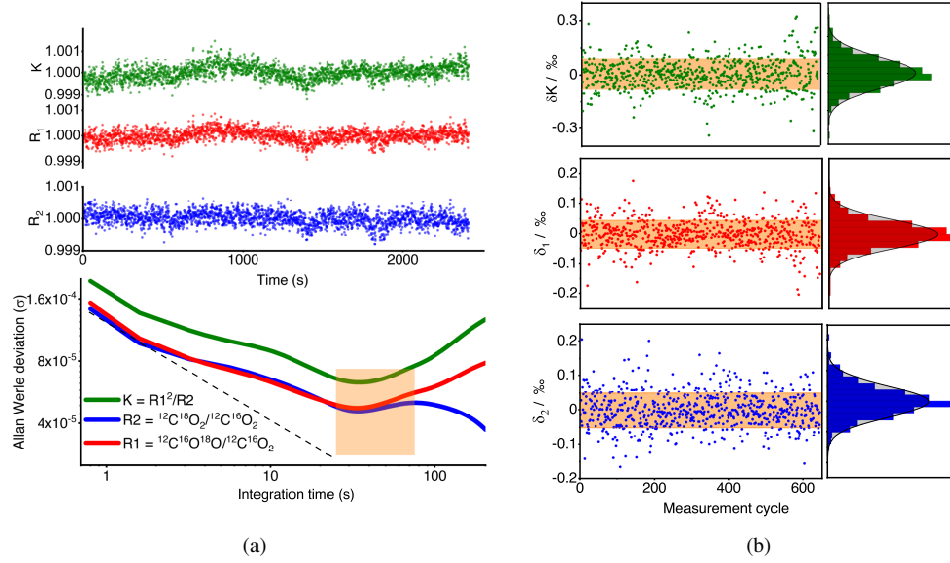 K
1.001
1.000
0.999
R
1.001
1.000
0.999
R2
1.001
1.000
0.999
0
1000
2000
Time (s)
Allan Werle deviation (σ)
1.6x10⁻⁴
8x10⁻⁵
4x10⁻⁵
K = R1²/R2
R2 = ¹²C¹⁸O₂/¹²C¹⁶O₂
R1 = ¹²C¹⁶O¹⁸O/¹²C¹⁶O₂
1
10
100
Integration time (s)
(a)
δK / ‰
0.3
0
-0.3
δ₁ / ‰
0.2
0.1
0
-0.1
-0.2
δ₂ / ‰
0.2
0.1
0
-0.1
-0.2
0
200
400
600
Measurement cycle
(b)